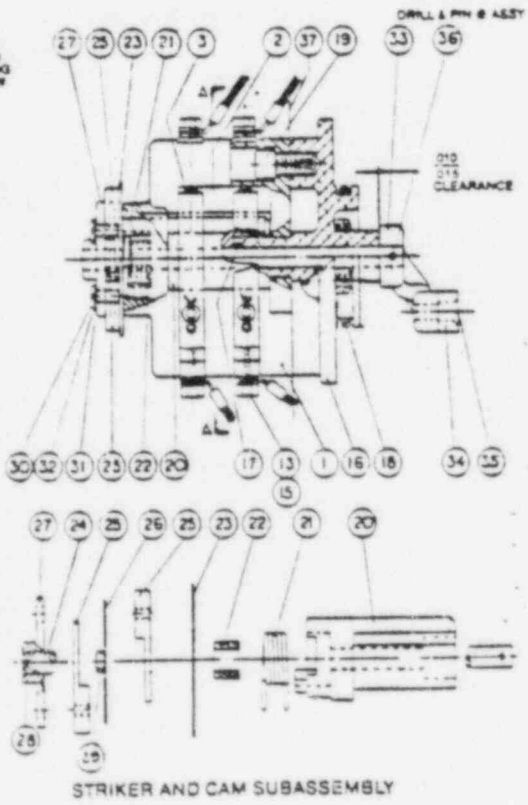 DRILL & PIN @ ASSY
27 25 23 21 3 2 37 19 33 36
A
.010
.015
CLEARANCE
A
30 32 31 23 22 20 17 13 1 16 18 34 35
15
27 24 25 26 25 23 22 21 20
28
29
STRIKER AND CAM SUBASSEMBLY